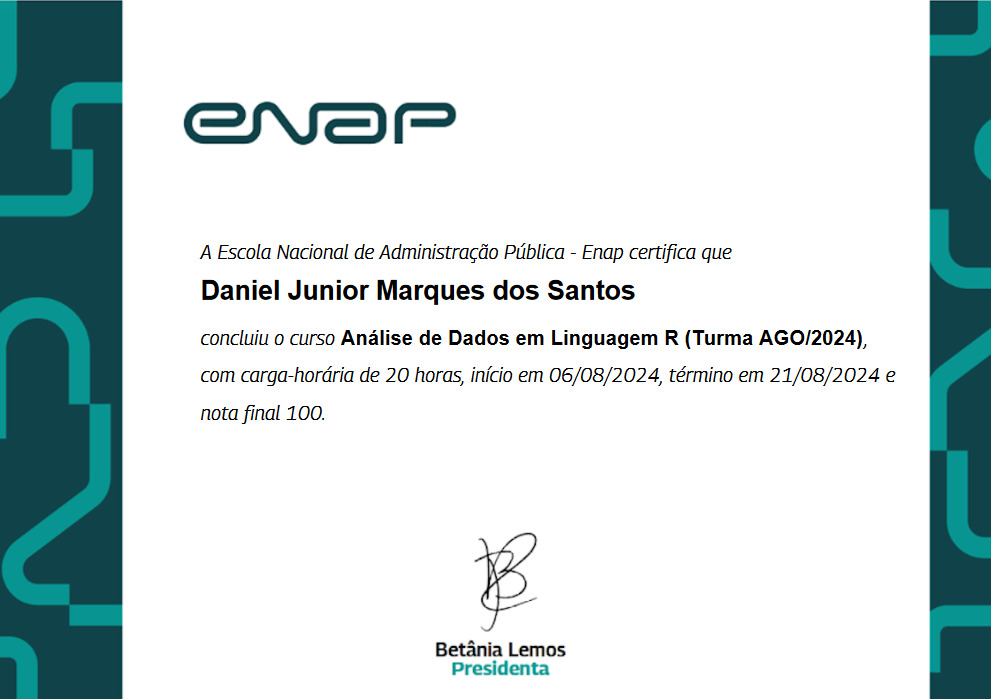 enap
A Escola Nacional de Administração Pública - Enap certifica que
Daniel Junior Marques dos Santos
concluiu o curso Análise de Dados em Linguagem R (Turma AGO/2024),
com carga-horária de 20 horas, início em 06/08/2024, término em 21/08/2024 e
nota final 100.
Betânia Lemos
Presidenta